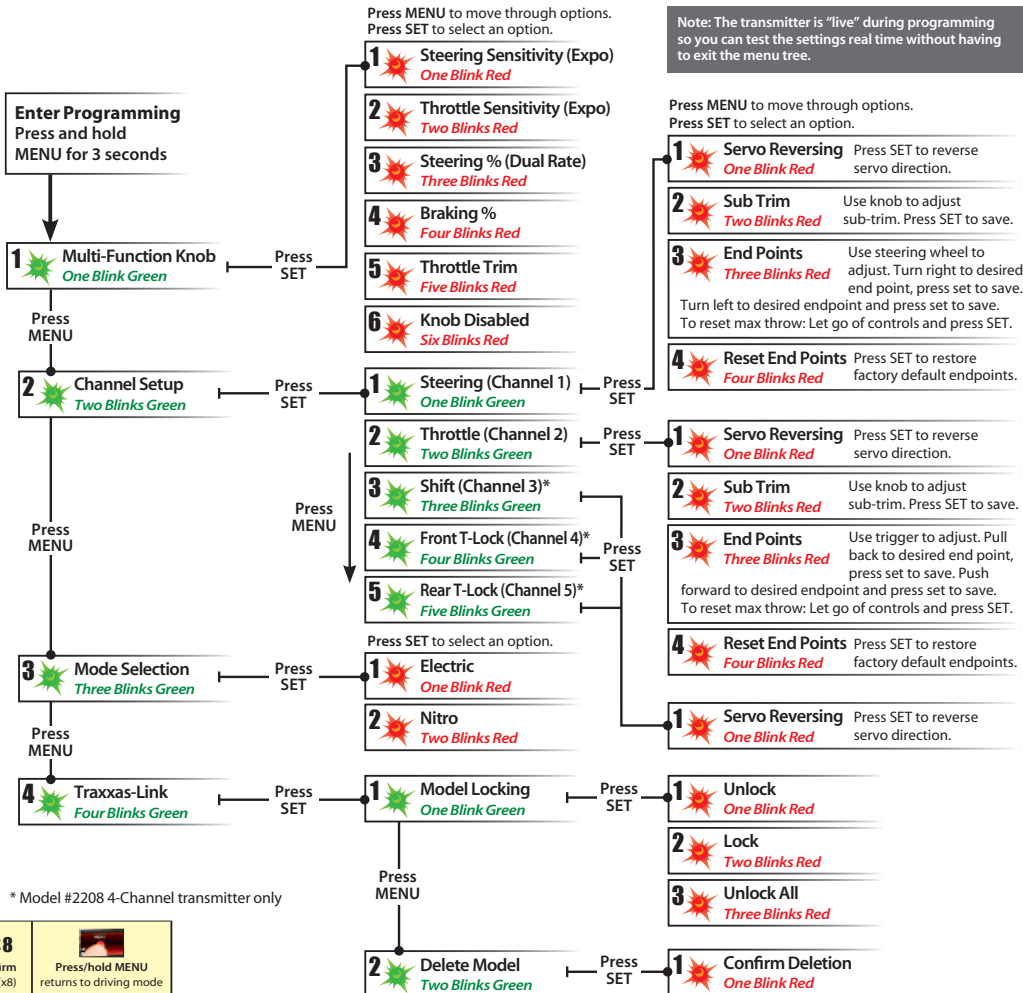 Press MENU to move through options.
Press SET to select an option.
Note: The transmitter is “live” during programming
so you can test the settings real time without having
to exit the menu tree.
Enter Programming
Press and hold
MENU for 3 seconds
1 Multi-Function Knob
One Blink Green
Press
SET
1 Steering Sensitivity (Expo)
One Blink Red
2 Throttle Sensitivity (Expo)
Two Blinks Red
3 Steering % (Dual Rate)
Three Blinks Red
4 Braking %
Four Blinks Red
5 Throttle Trim
Five Blinks Red
6 Knob Disabled
Six Blinks Red
Press
MENU
2 Channel Setup
Two Blinks Green
Press
SET
1 Steering (Channel 1)
One Blink Green
Press
SET
Press MENU to move through options.
Press SET to select an option.
1 Servo Reversing Press SET to reverse
One Blink Red servo direction.
2 Sub Trim Use knob to adjust
Two Blinks Red sub-trim. Press SET to save.
3 End Points Use steering wheel to
Three Blinks Red adjust. Turn right to desired
end point, press set to save.
Turn left to desired endpoint and press set to save.
To reset max throw: Let go of controls and press SET.
4 Reset End Points Press SET to restore
Four Blinks Red factory default endpoints.
2 Throttle (Channel 2)
Two Blinks Green
Press
SET
1 Servo Reversing Press SET to reverse
One Blink Red servo direction.
2 Sub Trim Use knob to adjust
Two Blinks Red sub-trim. Press SET to save.
3 End Points Use trigger to adjust. Pull
Three Blinks Red back to desired end point,
press set to save. Push
forward to desired endpoint and press set to save.
To reset max throw: Let go of controls and press SET.
4 Reset End Points Press SET to restore
Four Blinks Red factory default endpoints.
Press
MENU
3 Shift (Channel 3)*
Three Blinks Green
4 Front T-Lock (Channel 4)*
Four Blinks Green
5 Rear T-Lock (Channel 5)*
Five Blinks Green
Press
SET
1 Servo Reversing Press SET to reverse
One Blink Red servo direction.
Press
MENU
3 Mode Selection
Three Blinks Green
Press
SET
Press SET to select an option.
1 Electric
One Blink Red
2 Nitro
Two Blinks Red
Press
MENU
4 Traxxas-Link
Four Blinks Green
Press
SET
1 Model Locking
One Blink Green
Press
SET
1 Unlock
One Blink Red
2 Lock
Two Blinks Red
3 Unlock All
Three Blinks Red
Press
MENU
2 Delete Model
Two Blinks Green
Press
SET
1 Confirm Deletion
One Blink Red
* Model #2208 4-Channel transmitter only
8
(x8)
Press/hold MENU
returns to driving mode